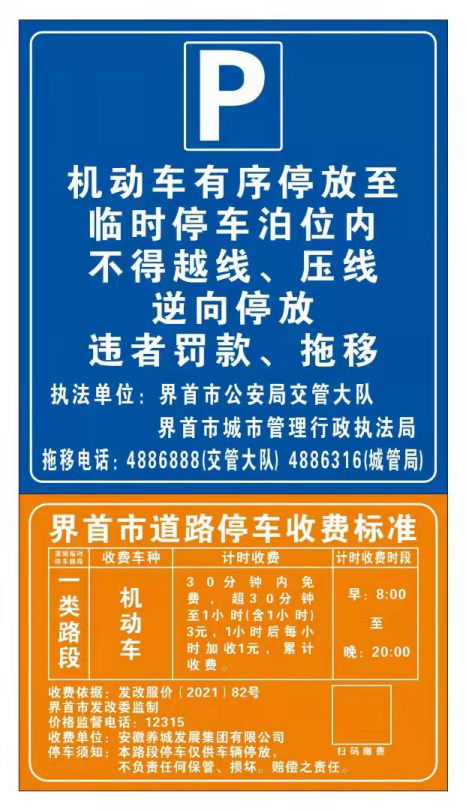 P
机动车有序停放至
临时停车泊位内
不得越线、压线
逆向停放
违者罚款、拖移
执法单位：界首市公安局交管大队
界首市城市管理行政执法局
拖移电话：4886888(交管大队) 4886316(城管局)
界首市道路停车收费标准
道路临时
停车路段
收费车种
计时收费
计时收费时段
一类路段
机动车
30分钟内免
费，超30分钟
至1小时(含1小时)
3元，1小时后每小
时加收1元，累计
收费。
早：8:00
至
晚：20:00
收费依据：发改服价（2021）82号
界首市发改委监制
价格监督电话：12315
收费单位：安徽养城发展集团有限公司
停车须知：本路段停车仅供车辆停放，
不负责任何保管、损坏。赔偿之责任。
扫码缴费